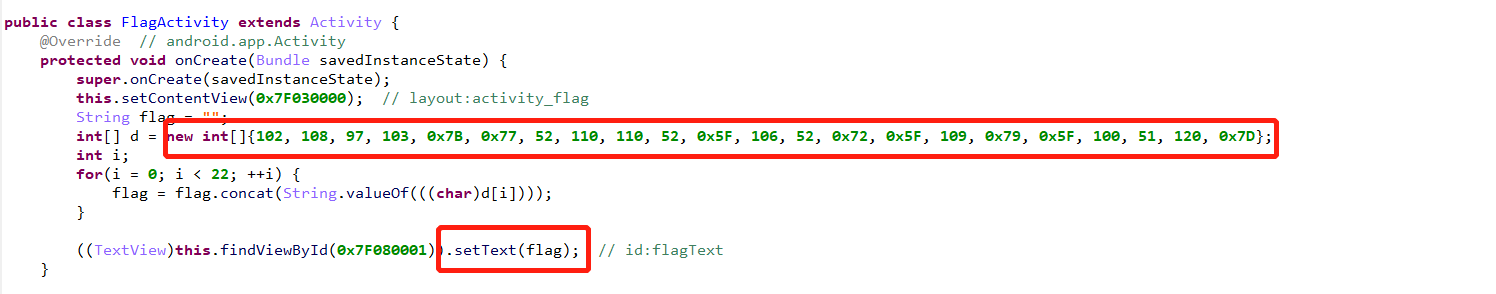 public class FlagActivity extends Activity {
    @Override  // android.app.Activity
    protected void onCreate(Bundle savedInstanceState) {
        super.onCreate(savedInstanceState);
        this.setContentView(0x7F030000);  // layout:activity_flag
        String flag = "";
        int[] d = new int[]{102, 108, 97, 103, 0x7B, 0x77, 52, 110, 110, 52, 0x5F, 106, 52, 0x72, 0x5F, 109, 0x79, 0x5F, 100, 51, 120, 0x7D};
        int i;
        for(i = 0; i < 22; ++i) {
            flag = flag.concat(String.valueOf(((char)d[i])));
        }

        ((TextView)this.findViewById(0x7F080001)).setText(flag);  // id:flagText
    }